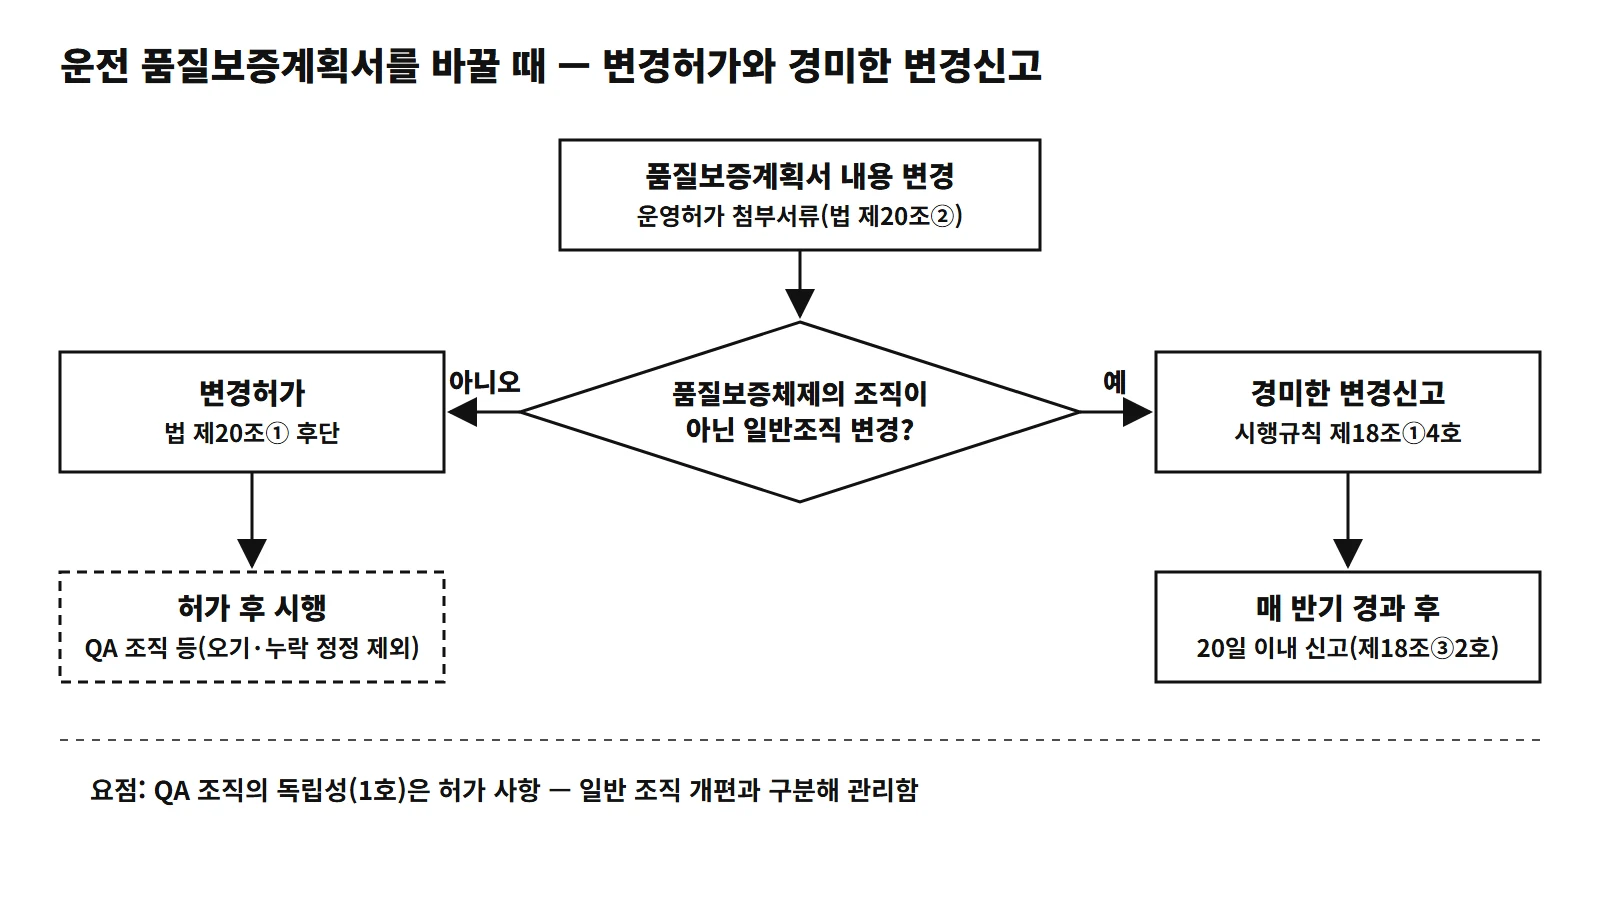 운전 품질보증계획서를 바꿀 때 — 변경허가와 경미한 변경신고
품질보증계획서 내용 변경
운영허가 첨부서류(법 제20조②)
아니오
예
품질보증체제의 조직이
아닌 일반조직 변경?
변경허가
법 제20조① 후단
경미한 변경신고
시행규칙 제18조①4호
허가 후 시행
QA 조직 등(오기·누락 정정 제외)
매 반기 경과 후
20일 이내 신고(제18조③2호)
요점: QA 조직의 독립성(1호)은 허가 사항 — 일반 조직 개편과 구분해 관리함